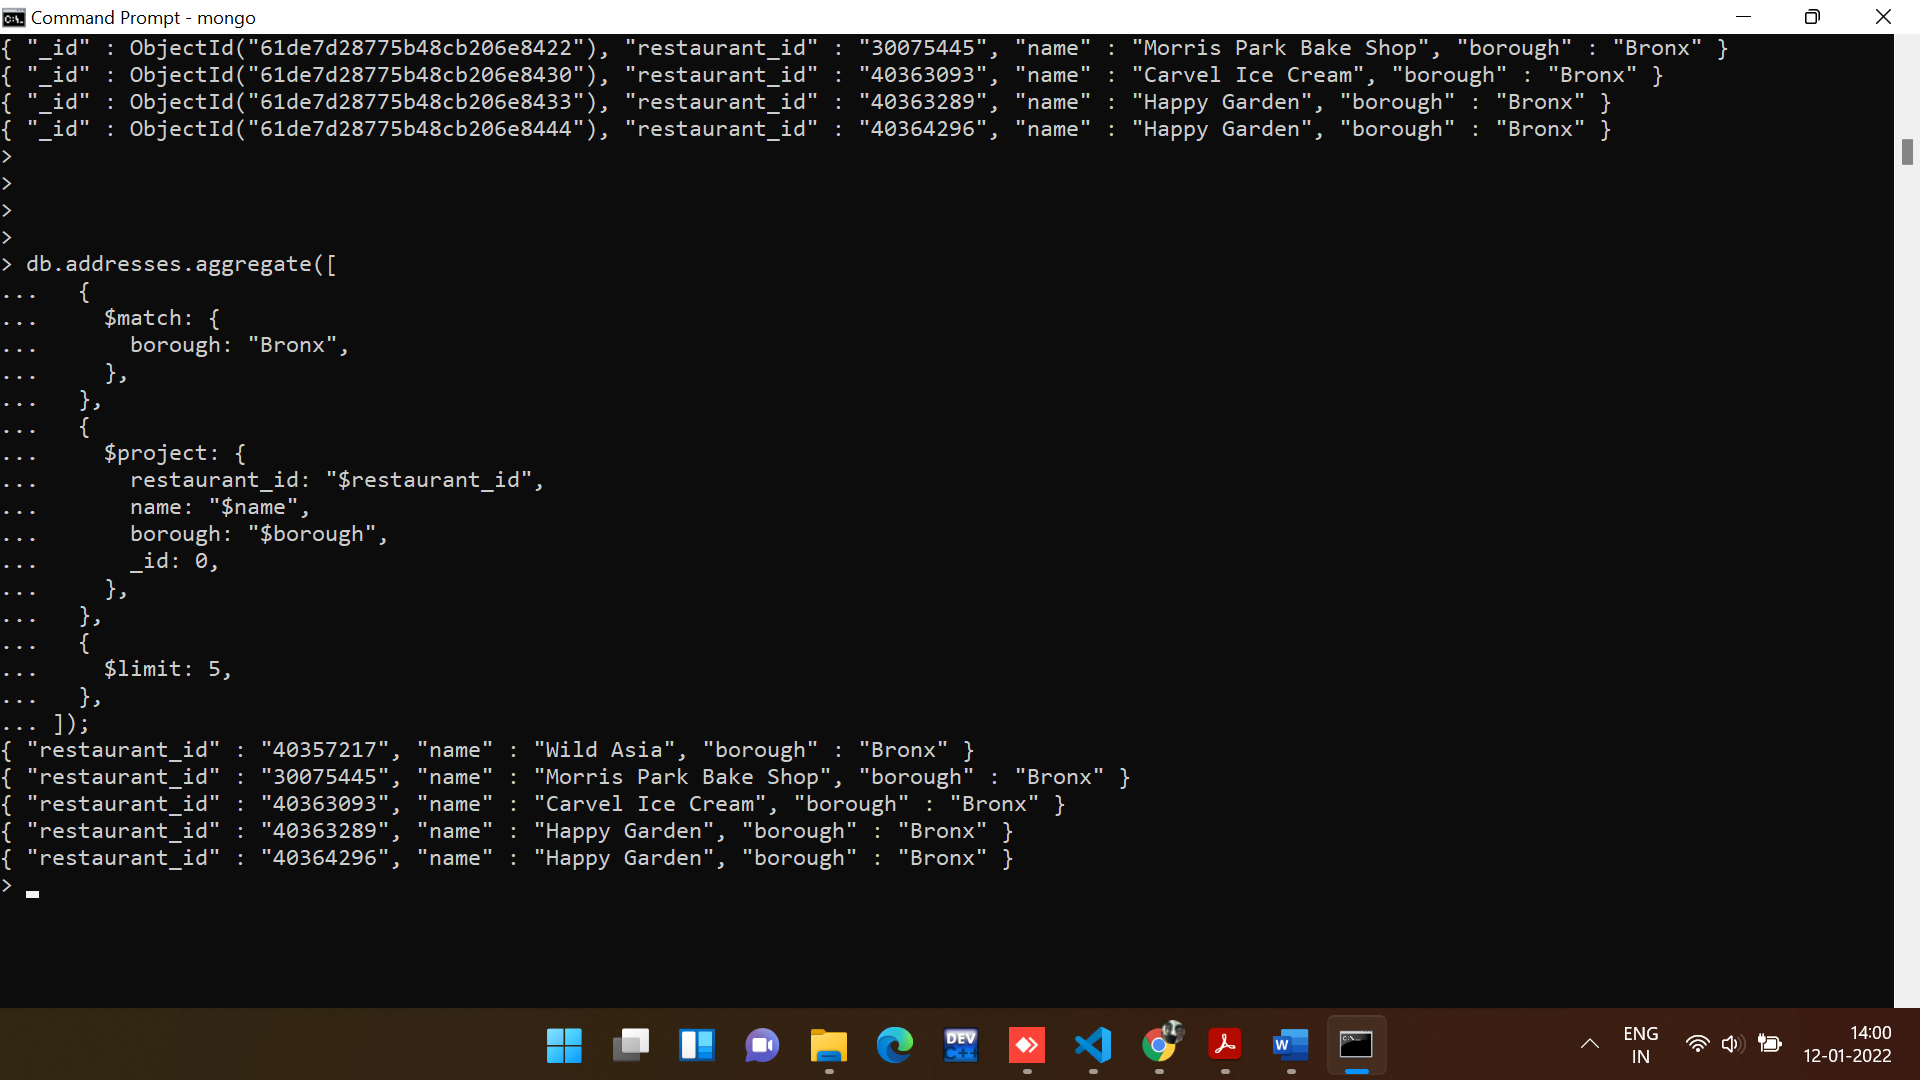 Command Prompt - mongo
{ "_id" : ObjectId("61de7d28775b48cb206e8422"), "restaurant_id" : "30075445", "name" : "Morris Park Bake Shop", "borough" : "Bronx" }
{ "_id" : ObjectId("61de7d28775b48cb206e8430"), "restaurant_id" : "40363093", "name" : "Carvel Ice Cream", "borough" : "Bronx" }
{ "_id" : ObjectId("61de7d28775b48cb206e8433"), "restaurant_id" : "40363289", "name" : "Happy Garden", "borough" : "Bronx" }
{ "_id" : ObjectId("61de7d28775b48cb206e8444"), "restaurant_id" : "40364296", "name" : "Happy Garden", "borough" : "Bronx" }
>
>
>
>
> db.addresses.aggregate([
...   {
...     $match: {
...       borough: "Bronx",
...     },
...   },
...   {
...     $project: {
...       restaurant_id: "$restaurant_id",
...       name: "$name",
...       borough: "$borough",
...       _id: 0,
...     },
...   },
...   {
...     $limit: 5,
...   },
... ]);
{ "restaurant_id" : "40357217", "name" : "Wild Asia", "borough" : "Bronx" }
{ "restaurant_id" : "30075445", "name" : "Morris Park Bake Shop", "borough" : "Bronx" }
{ "restaurant_id" : "40363093", "name" : "Carvel Ice Cream", "borough" : "Bronx" }
{ "restaurant_id" : "40363289", "name" : "Happy Garden", "borough" : "Bronx" }
{ "restaurant_id" : "40364296", "name" : "Happy Garden", "borough" : "Bronx" }
>
DEV
C++
W
ENG
IN
14:00
12-01-2022